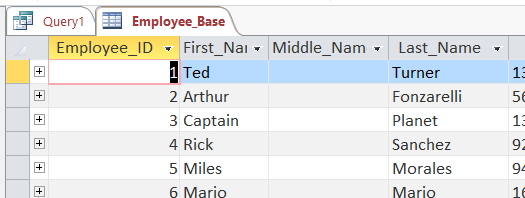 Query1 Employee_Base
Employee_ID First_Nar Middle_Nam Last_Name
1 Ted Turner 13
2 Arthur Fonzarelli 56
3 Captain Planet 13
4 Rick Sanchez 92
5 Miles Morales 94
6 Mario Mario 16